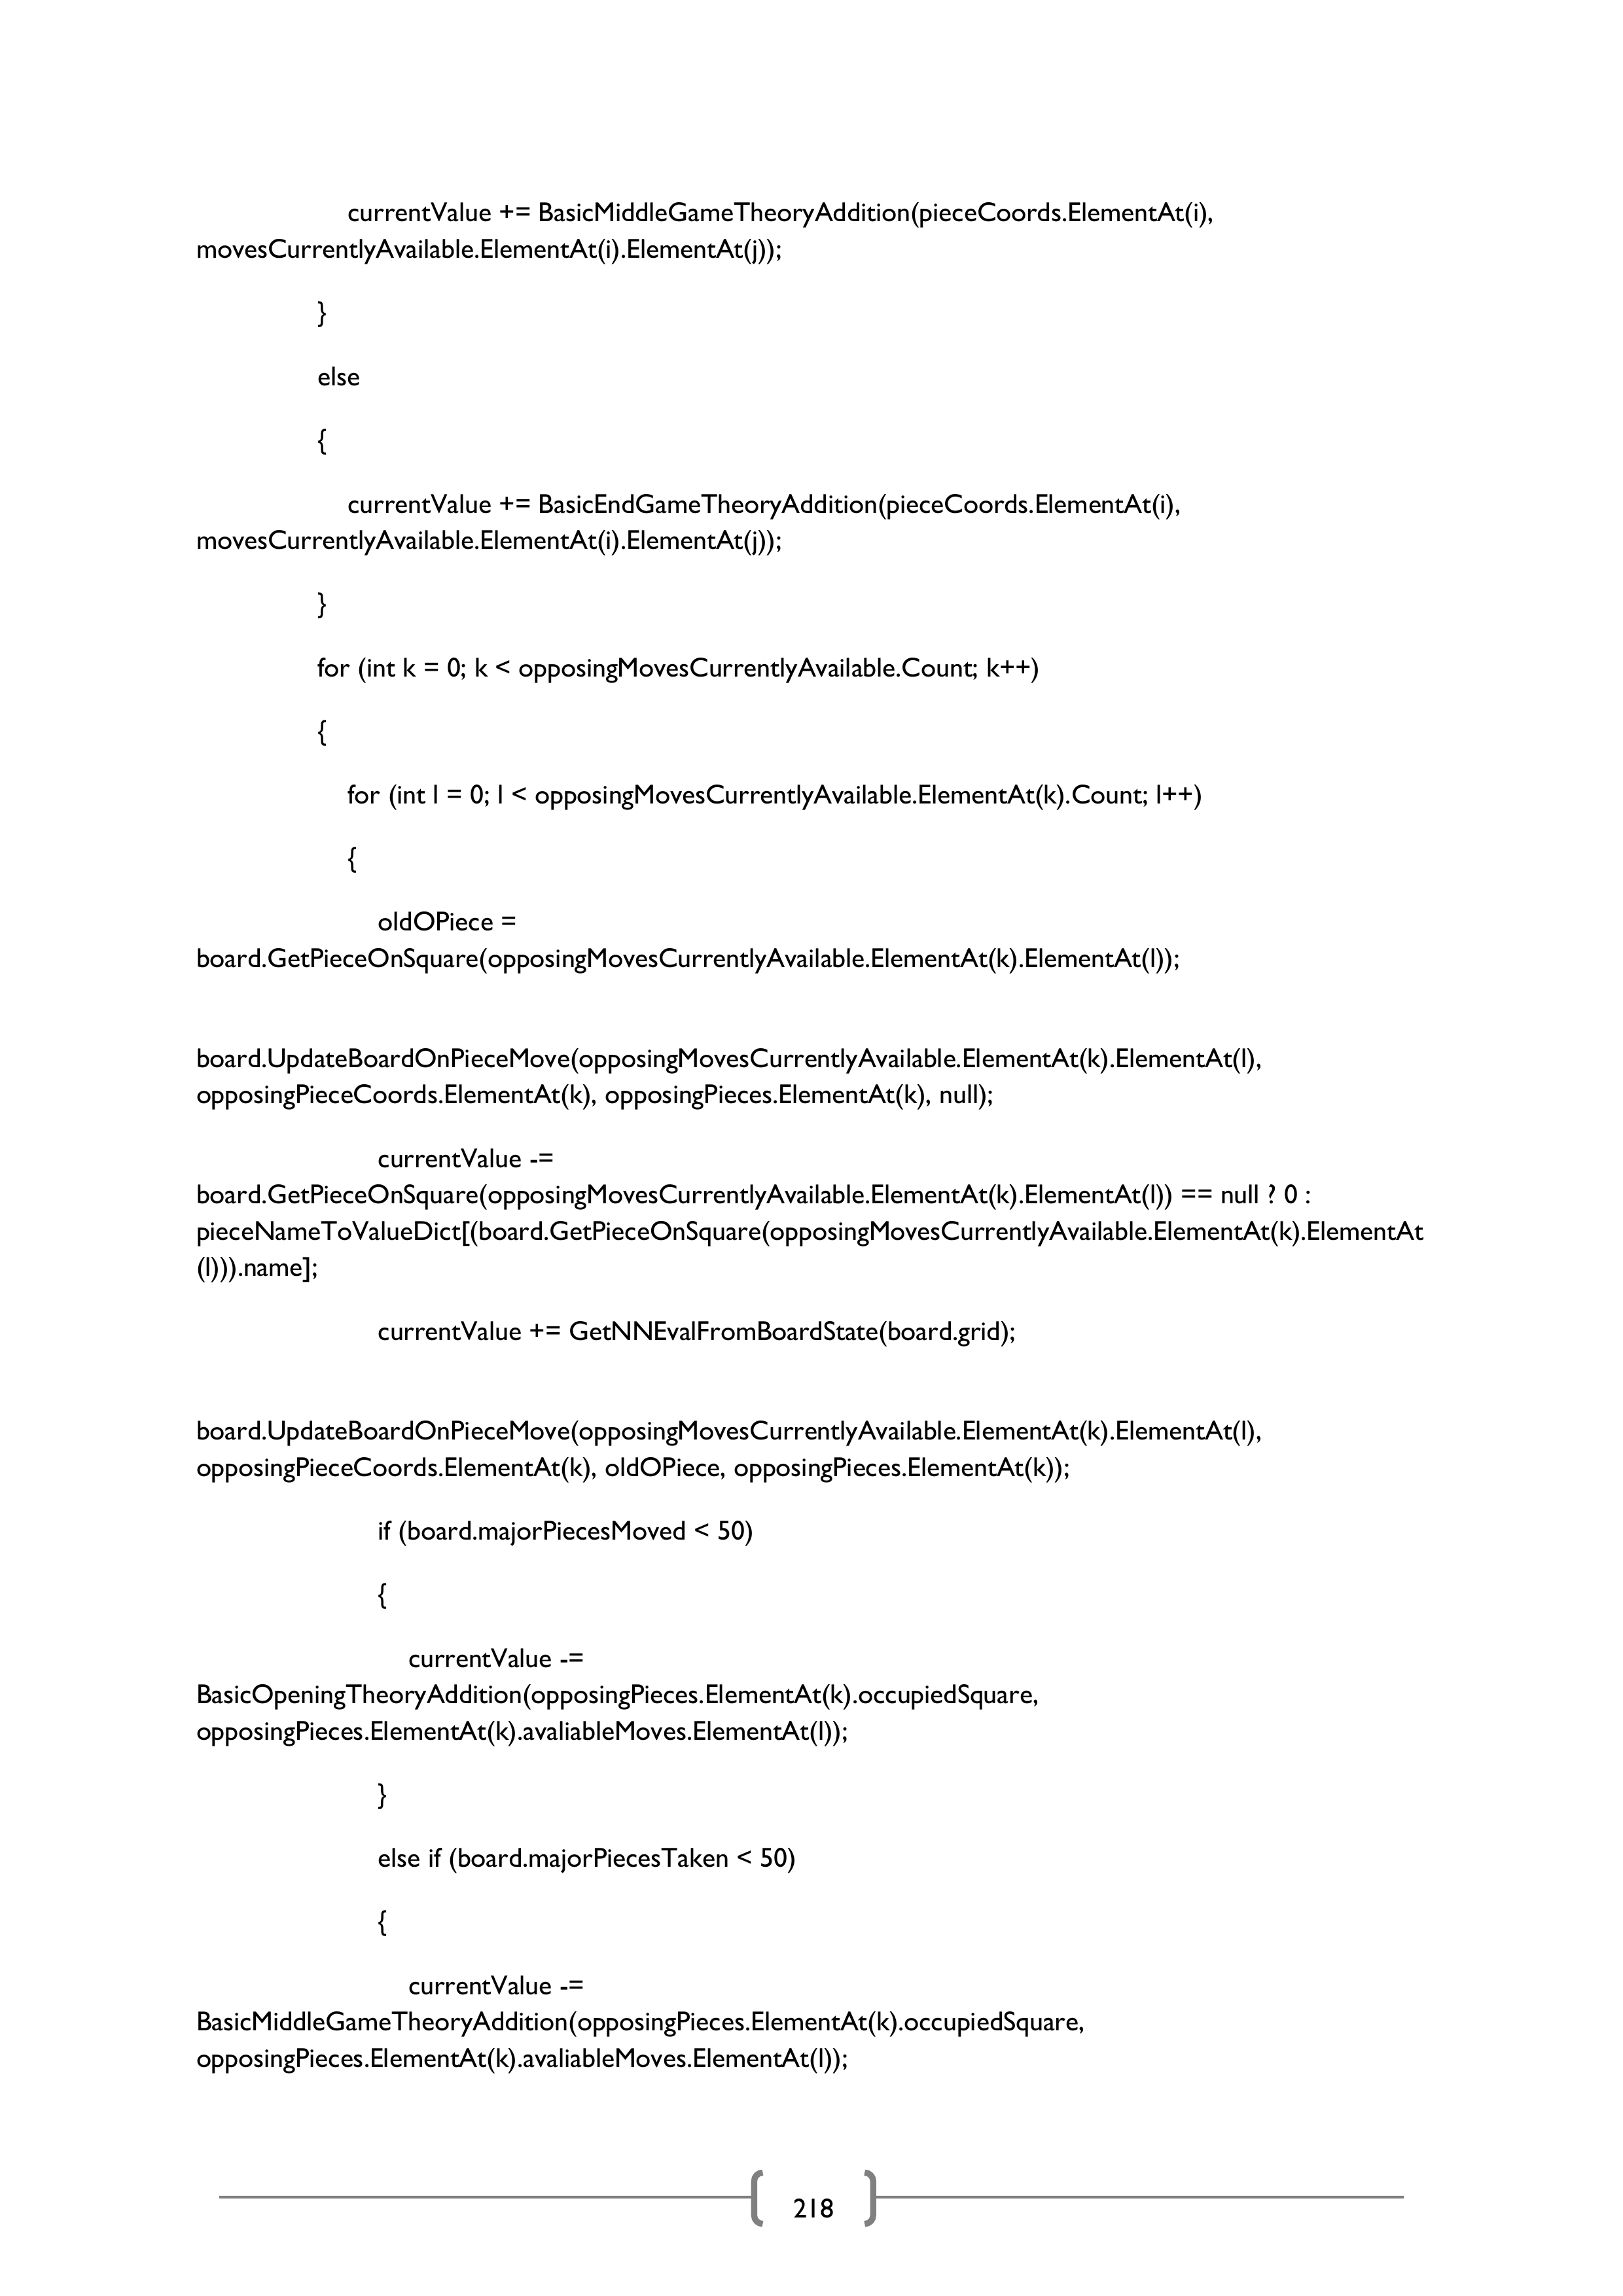 currentValue += BasicMiddleGameTheoryAddition(pieceCoords.ElementAt(i),
movesCurrentlyAvailable.ElementAt(i).ElementAt(j));
}
else
{
currentValue += BasicEndGameTheoryAddition(pieceCoords.ElementAt(i),
movesCurrentlyAvailable.ElementAt(i).ElementAt(j));
}
for (int k = 0; k < opposingMovesCurrentlyAvailable.Count; k++)
{
for (int l = 0; l < opposingMovesCurrentlyAvailable.ElementAt(k).Count; l++)
{
oldOPiece =
board.GetPieceOnSquare(opposingMovesCurrentlyAvailable.ElementAt(k).ElementAt(l));
board.UpdateBoardOnPieceMove(opposingMovesCurrentlyAvailable.ElementAt(k).ElementAt(l),
opposingPieceCoords.ElementAt(k), opposingPieces.ElementAt(k), null);
currentValue -=
board.GetPieceOnSquare(opposingMovesCurrentlyAvailable.ElementAt(k).ElementAt(l)) == null ? 0 :
pieceNameToValueDict[(board.GetPieceOnSquare(opposingMovesCurrentlyAvailable.ElementAt(k).ElementAt
(l))).name];
currentValue += GetNNEvalFromBoardState(board.grid);
board.UpdateBoardOnPieceMove(opposingMovesCurrentlyAvailable.ElementAt(k).ElementAt(l),
opposingPieceCoords.ElementAt(k), oldOPiece, opposingPieces.ElementAt(k));
if (board.majorPiecesMoved < 50)
{
currentValue -=
BasicOpeningTheoryAddition(opposingPieces.ElementAt(k).occupiedSquare,
opposingPieces.ElementAt(k).avaliableMoves.ElementAt(l));
}
else if (board.majorPiecesTaken < 50)
{
currentValue -=
BasicMiddleGameTheoryAddition(opposingPieces.ElementAt(k).occupiedSquare,
opposingPieces.ElementAt(k).avaliableMoves.ElementAt(l));
218